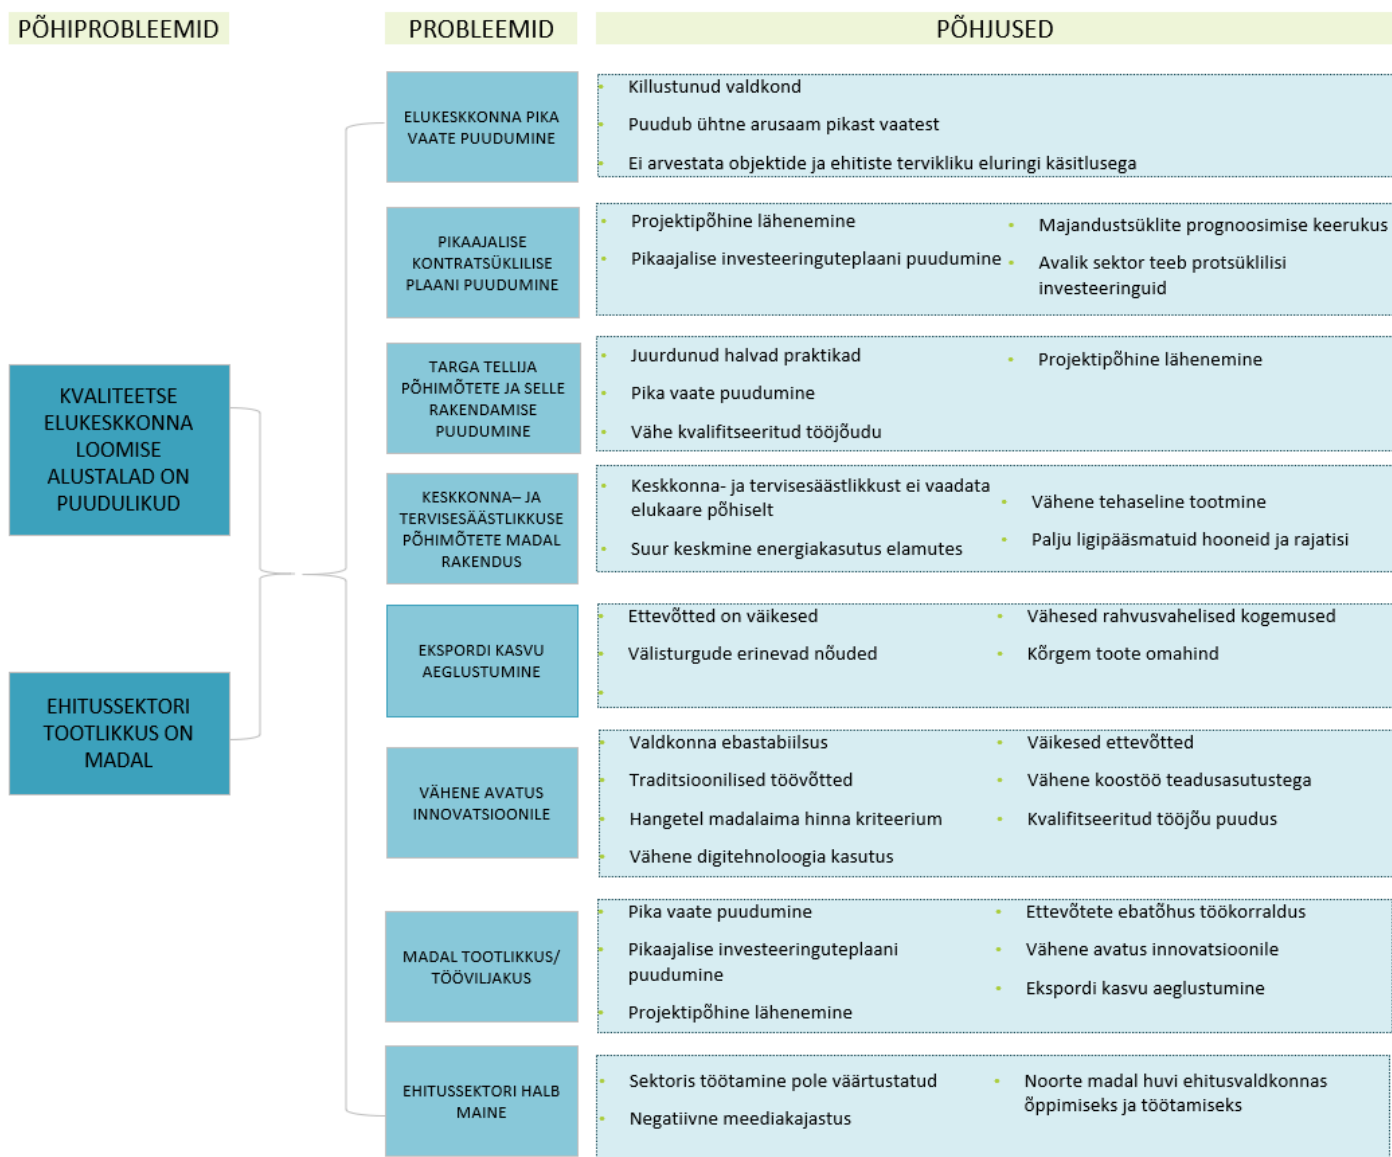 PÕHIPROBLEEMID
PROBLEEMID
PÕHJUSED
KVALITEETSE
ELUKESKKONNA
LOOMISE
ALUSTALAD ON
PUUDULIKUD
EHITUSSEKTORI
TOOTLIKKUS ON
MADAL
ELUKESKKONNA PIKA
VAATE PUUDUMINE
Killustunud valdkond
Puudub ühtne arusaam pikast vaatest
Ei arvestata objektide ja ehitiste tervikliku eluringi käsitlusega
PIKAAJALISE
KONTRATSÜKLILISE
PLAANI PUUDUMINE
Projektipõhine lähenemine
Pikaajalise investeeringuteplaani puudumine
Majandustsüklite prognoosimise keerukus
Avalik sektor teeb protsüklilisi
investeeringuid
TARGA TELLIJA
PÕHIMÕTETE JA SELLE
RAKENDAMISE
PUUDUMINE
Juurdunud halvad praktikad
Pika vaate puudumine
Vähe kvalifitseeritud tööjõudu
Projektipõhine lähenemine
KESKKONNA– JA
TERVISESÄÄSTLIKKUSE
PÕHIMÕTETE MADAL
RAKENDUS
Keskkonna- ja tervisesäästlikkust ei vaadata
elukaare põhiselt
Suur keskmine energiakasutus elamutes
Vähene tehaseline tootmine
Palju ligipääsmatuid hooneid ja rajatisi
EKSPORDI KASVU
AEGLUSTUMINE
Ettevõtted on väikesed
Välisturgude erinevad nõuded
Vähesed rahvusvahelised kogemused
Kõrgem toote omahind
VÄHENE AVATUS
INNOVATSIOONILE
Valdkonna ebastabiilsus
Traditsioonilised töövõtted
Hangetel madalaima hinna kriteerium
Vähene digitehnoloogia kasutus
Väikesed ettevõtted
Vähene koostöö teadusasutustega
Kvalifitseeritud tööjõu puudus
MADAL TOOTLIKKUS/
TÖÖVILJAKUS
Pika vaate puudumine
Pikaajalise investeeringuteplaani
puudumine
Projektipõhine lähenemine
Ettevõtete ebatõhus töökorraldus
Vähene avatus innovatsioonile
Ekspordi kasvu aeglustumine
EHITUSSEKTORI HALB
MAINE
Sektoris töötamine pole väärtustatud
Negatiivne meediakajastus
Noorte madal huvi ehitusvaldkonnas
õppimiseks ja töötamiseks